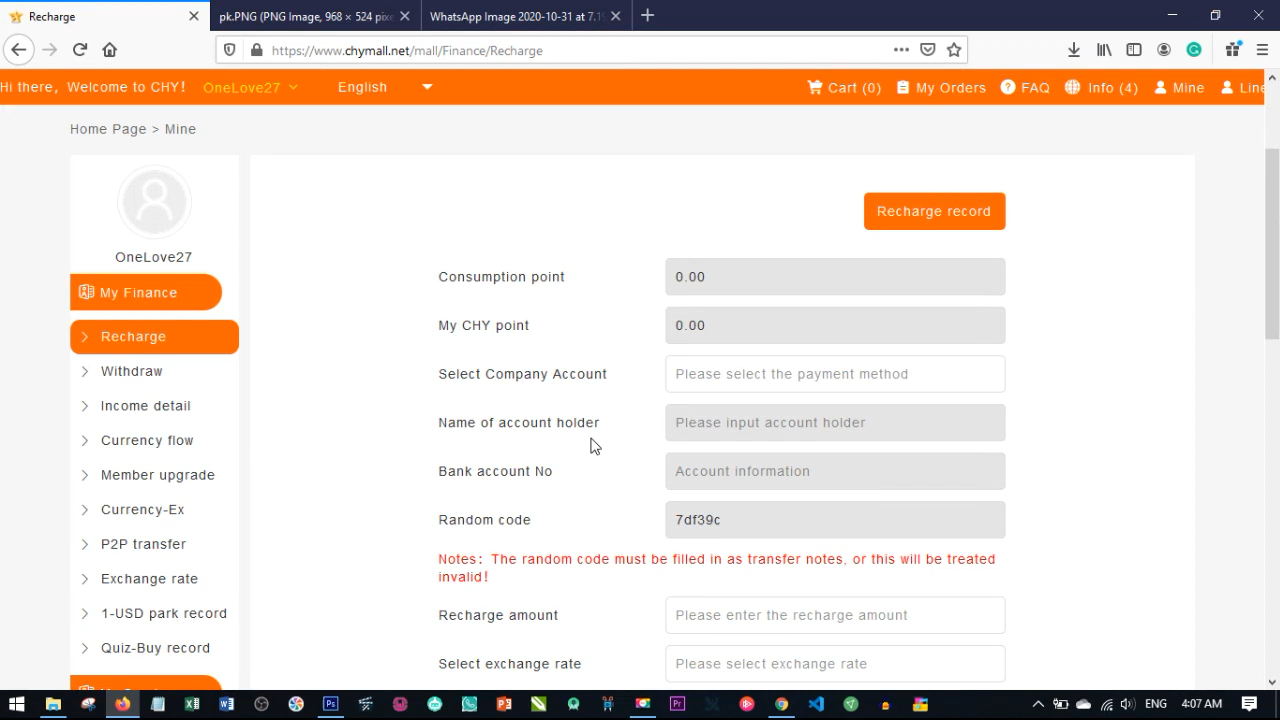 Recharge
pk.PNG (PNG Image, 968 × 524 pixe
WhatsApp Image 2020-10-31 at 7.1
https://www.chymall.net/mall/Finance/Recharge
Hi there, Welcome to CHY! OneLove27 English Cart (0) My Orders FAQ Info (4) Mine Line
Home Page > Mine
OneLove27
My Finance
Recharge
Withdraw
Income detail
Currency flow
Member upgrade
Currency-Ex
P2P transfer
Exchange rate
1-USD park record
Quiz-Buy record
Recharge record
Consumption point 0.00
My CHY point 0.00
Select Company Account Please select the payment method
Name of account holder Please input account holder
Bank account No Account information
Random code 7df39c
Notes: The random code must be filled in as transfer notes, or this will be treated
invalid!
Recharge amount Please enter the recharge amount
Select exchange rate Please select exchange rate
ENG 4:07 AM